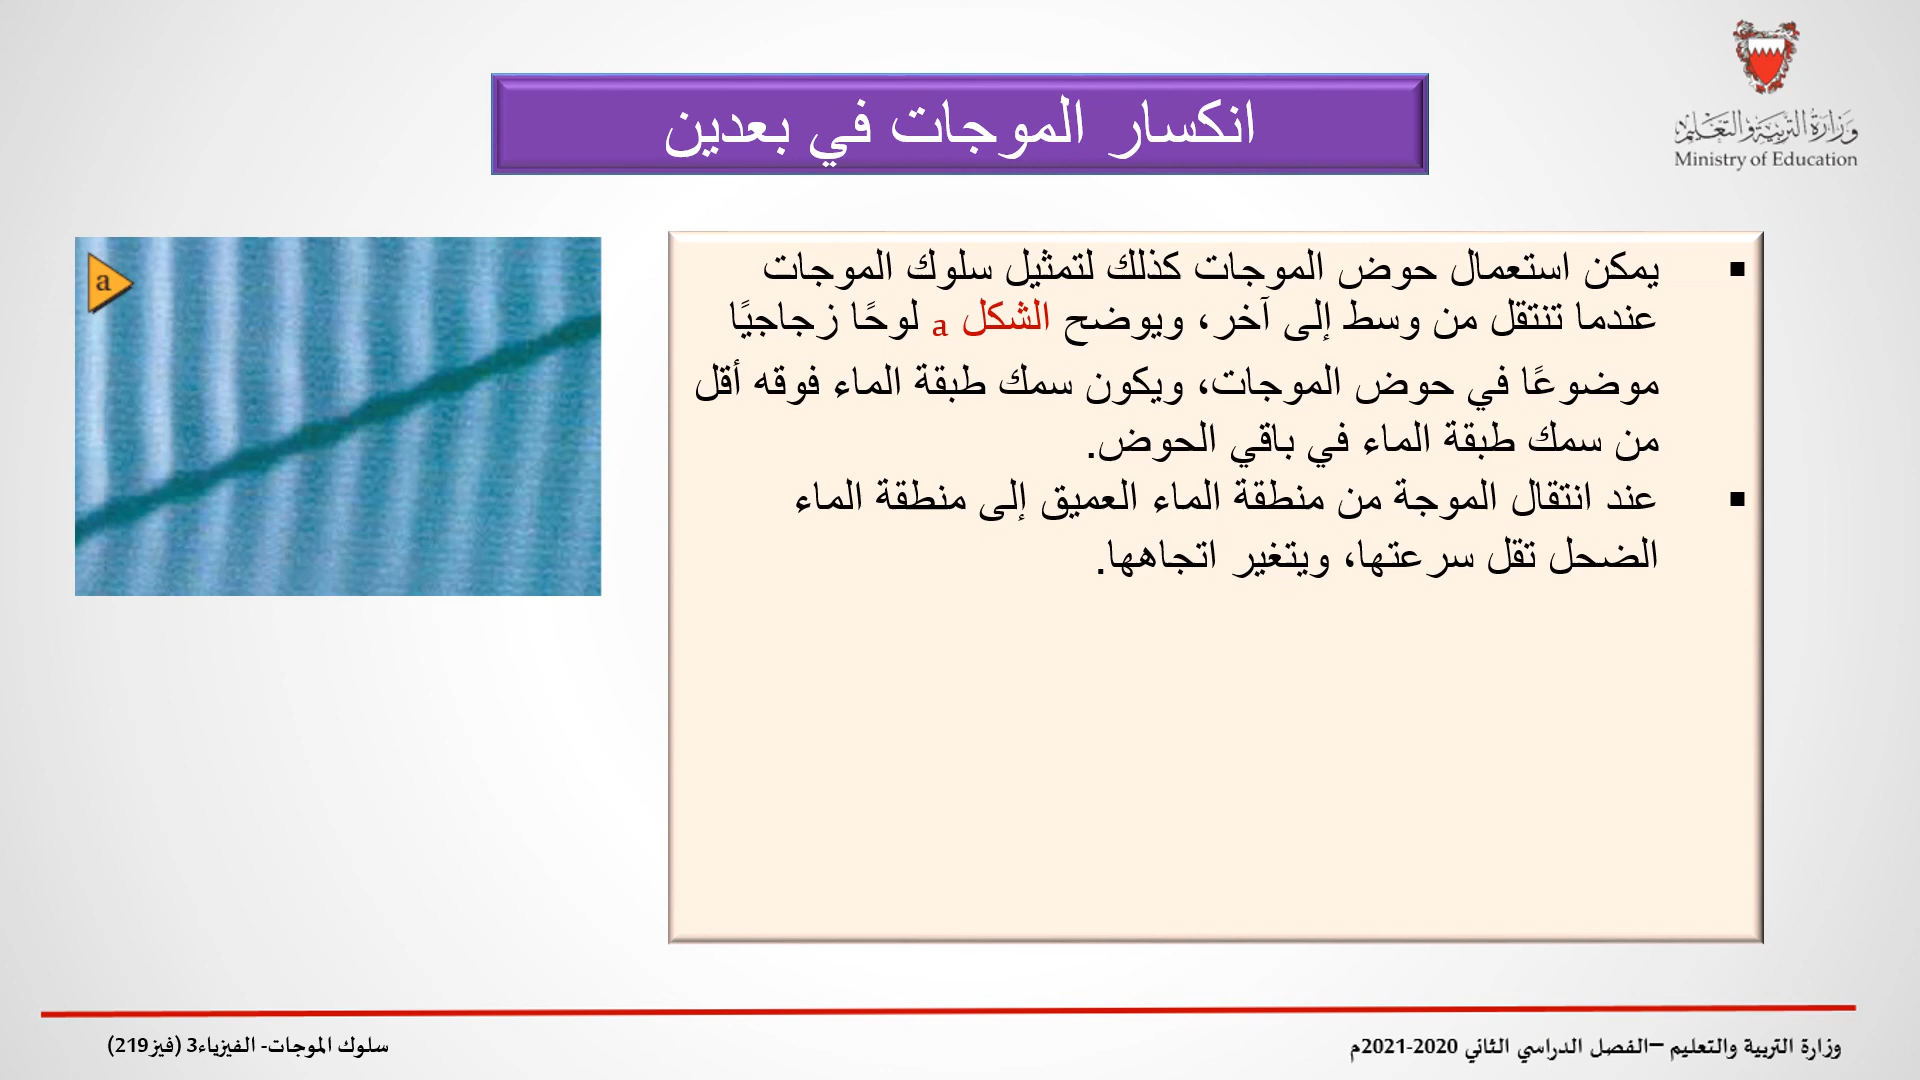 وزارة التربية والتعليم
Ministry of Education
انكسار الموجات في بعدين
a
▪ يمكن استعمال حوض الموجات كذلك لتمثيل سلوك الموجات
عندما تنتقل من وسط إلى آخر، ويوضح الشكل a لوحًا زجاجيًا
موضوعًا في حوض الموجات، ويكون سمك طبقة الماء فوقه أقل
من سمك طبقة الماء في باقي الحوض.
▪ عند انتقال الموجة من منطقة الماء العميق إلى منطقة الماء
الضحل تقل سرعتها، ويتغير اتجاهها.
وزارة التربية والتعليم –الفصل الدراسي الثاني 2020-2021م
سلوك الموجات- الفيزياء3 (فيز219)